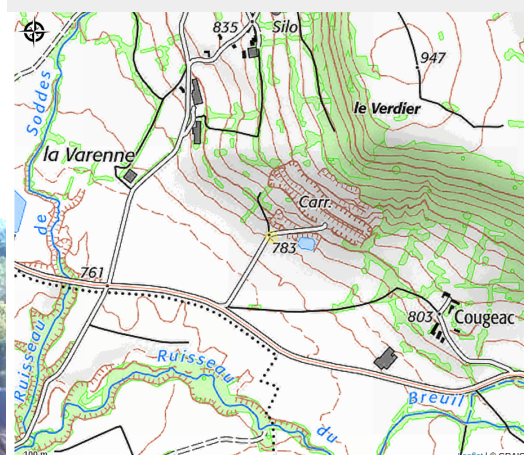 835
Silo
947
le Verdier
la Varenne
Carr.
783
761
803
Cougeac
Ruisseau de Soddes
Ruisseau du Breuil
100 m